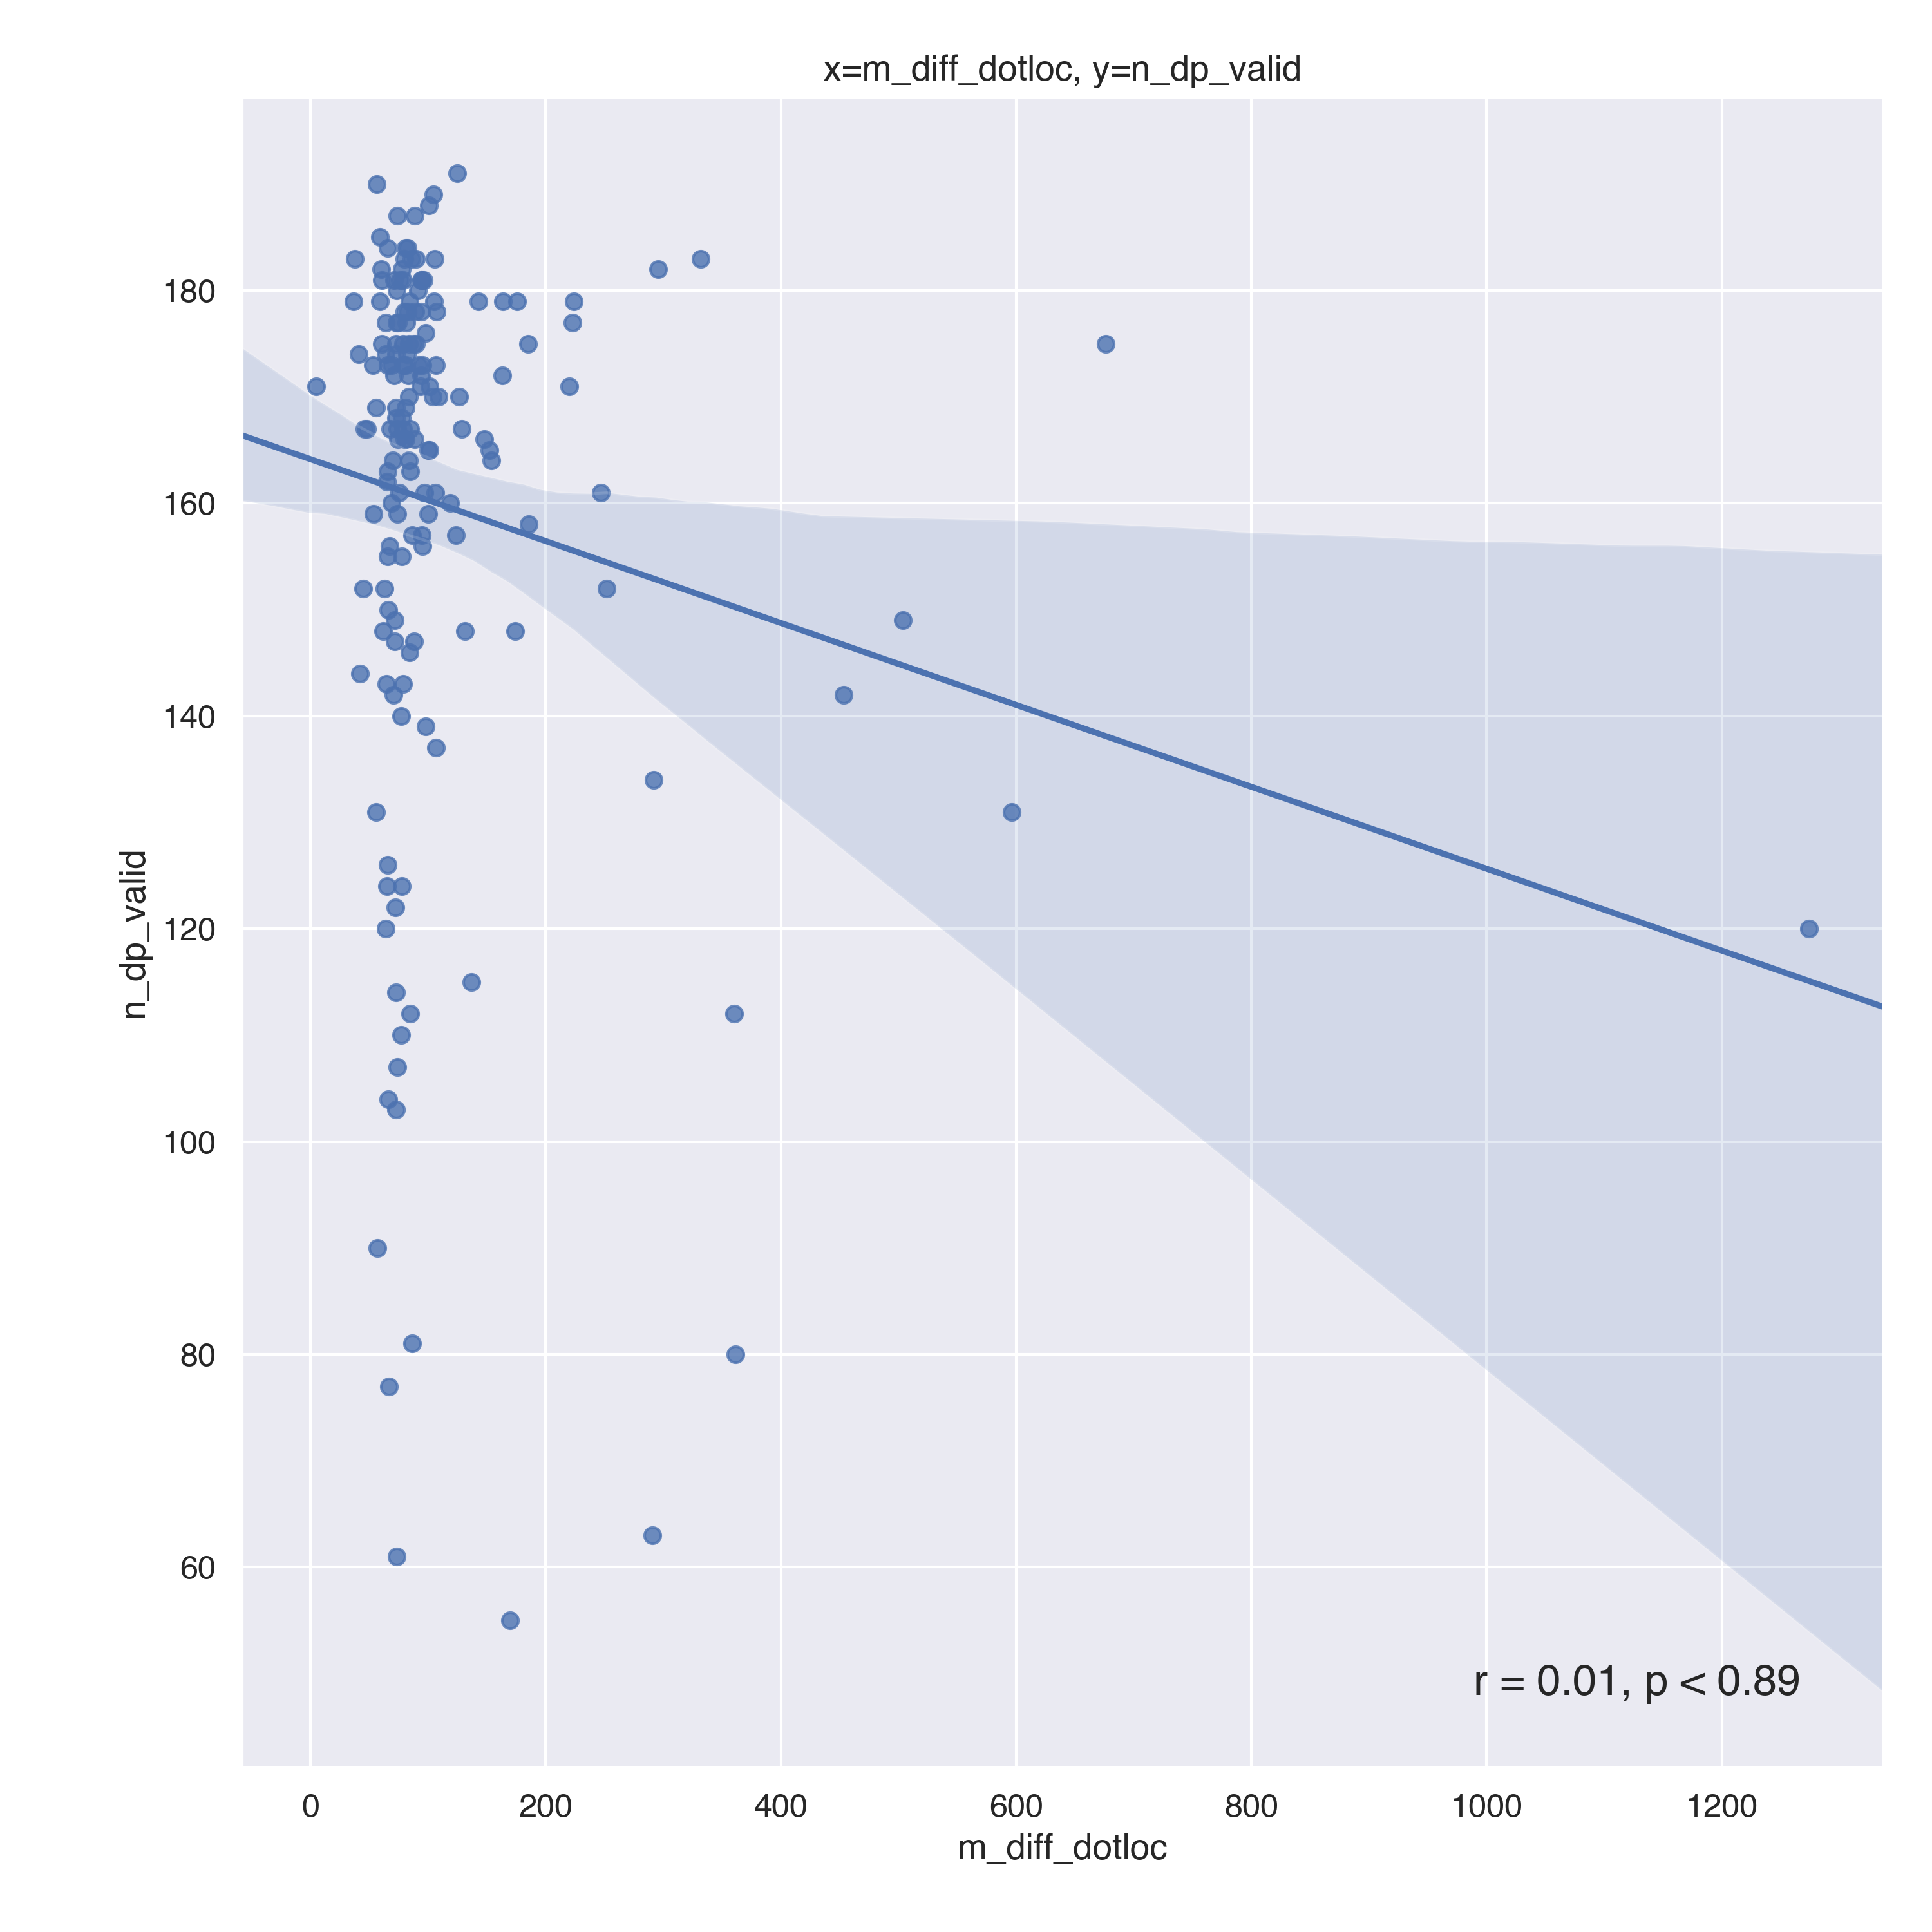 x=m_diff_dotloc, y=n_dp_valid
180
160
140
120
100
80
60
n_dp_valid
r = 0.01, p < 0.89
0 200 400 600 800 1000 1200
m_diff_dotloc